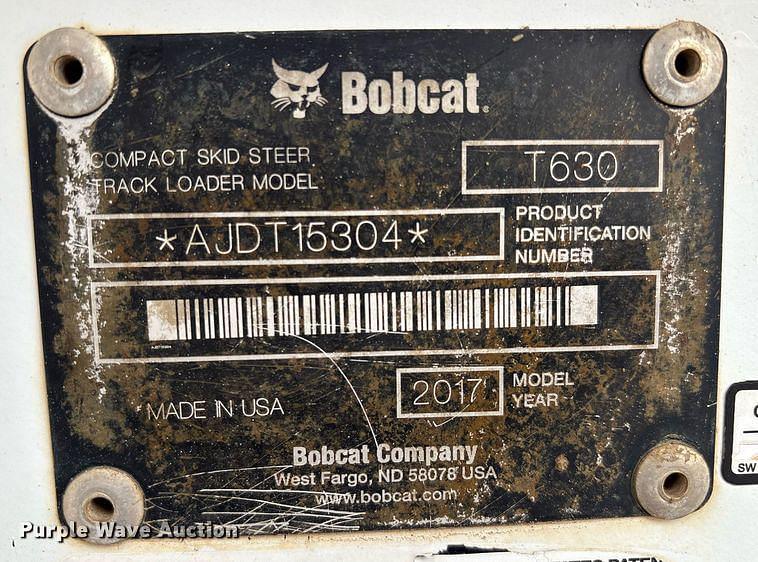 Bobcat
COMPACT SKID STEER
TRACK LOADER MODEL
T630
*AJDT15304*
PRODUCT
IDENTIFICATION
NUMBER
MADE IN USA
2017
MODEL
YEAR
Bobcat Company
West Fargo, ND 58078 USA
www.bobcat.com
Purple Wave Auction
SW